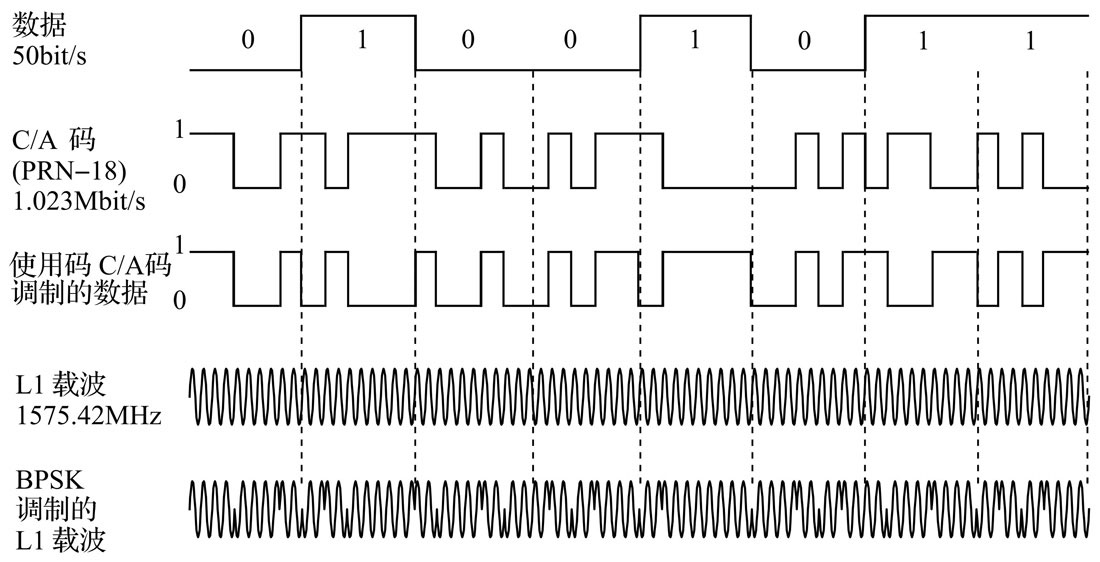 数据
50bit/s
0 1 0 0 1 0 1 1
C/A 码
(PRN−18)
1.023Mbit/s
1
0
使用码 C/A码
调制的数据
1
0
L1 载波
1575.42MHz
BPSK
调制的
L1 载波